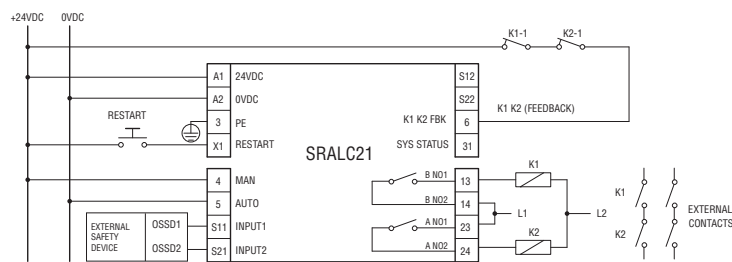 +24VDC 0VDC
K1-1 K2-1
A1 24VDC S12
A2 0VDC S22
RESTART 3 PE K1 K2 FBK 6 K1 K2 (FEEDBACK)
X1 RESTART SYS STATUS 31
SRALC21
4 MAN B NO1 13 K1
5 AUTO B NO2 14 L1 L2
EXTERNAL SAFETY DEVICE OSSD1 S11 INPUT1 A NO1 23
OSSD2 S21 INPUT2 A NO2 24 K2
K1
K2
EXTERNAL
CONTACTS